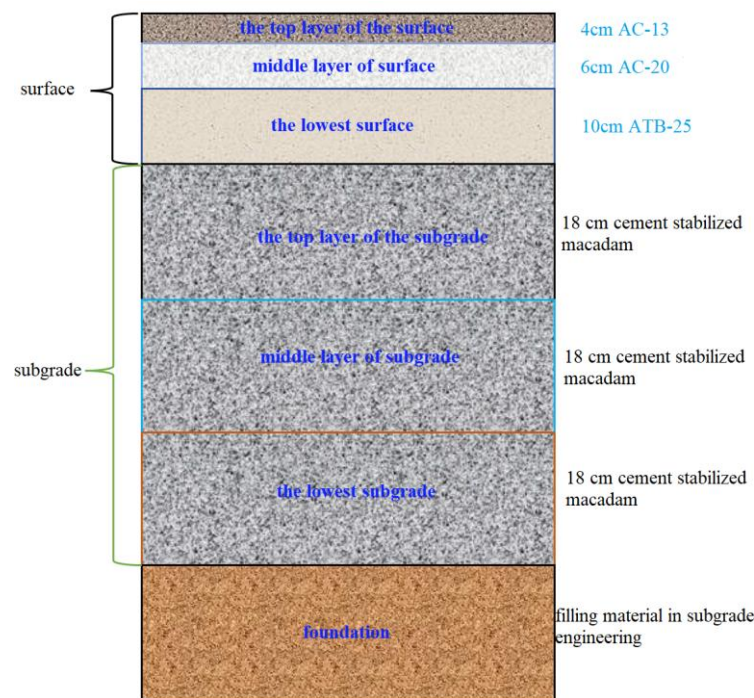 the top layer of the surface
4cm AC-13
middle layer of surface
6cm AC-20
surface
the lowest surface
10cm ATB-25
the top layer of the subgrade
18 cm cement stabilized
macadam
middle layer of subgrade
18 cm cement stabilized
macadam
subgrade
the lowest subgrade
18 cm cement stabilized
macadam
foundation
filling material in subgrade
engineering